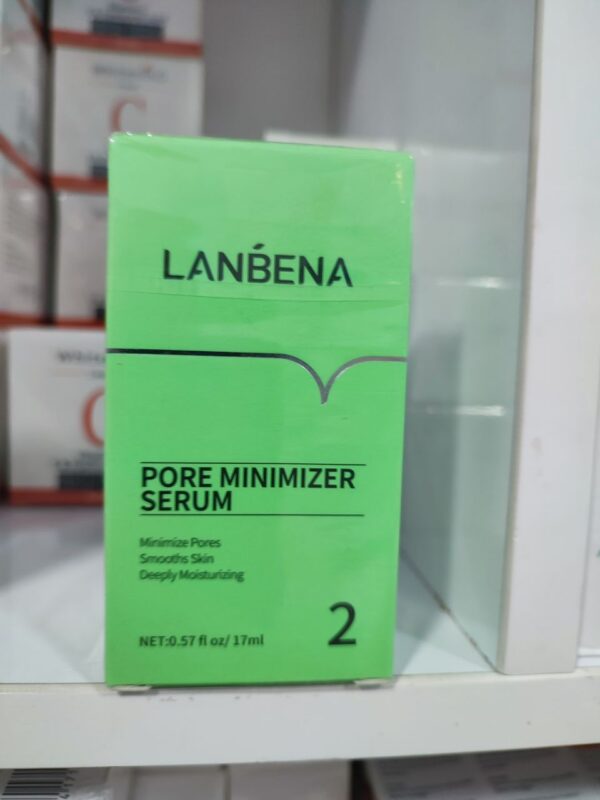 LANBENA
PORE MINIMIZER
SERUM
Minimize Pores
Smooths Skin
Deeply Moisturizing
NET:0.57 fl oz/ 17ml
2
C
C